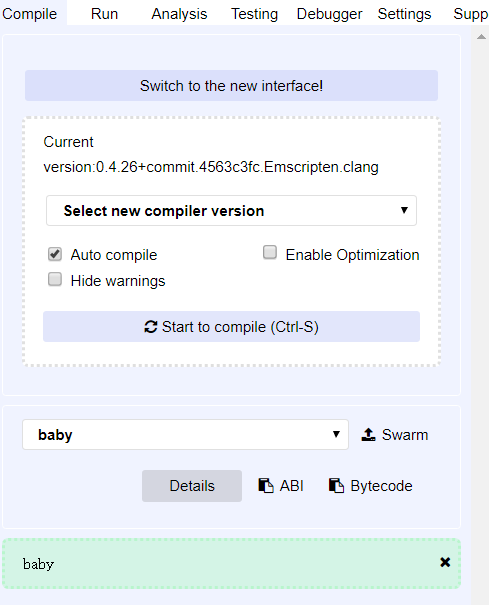 Compile Run Analysis Testing Debugger Settings Supp
Switch to the new interface!
Current
version:0.4.26+commit.4563c3fc.Emscripten.clang
Select new compiler version
Auto compile Enable Optimization
Hide warnings
Start to compile (Ctrl-S)
baby Swarm
Details ABI Bytecode
baby